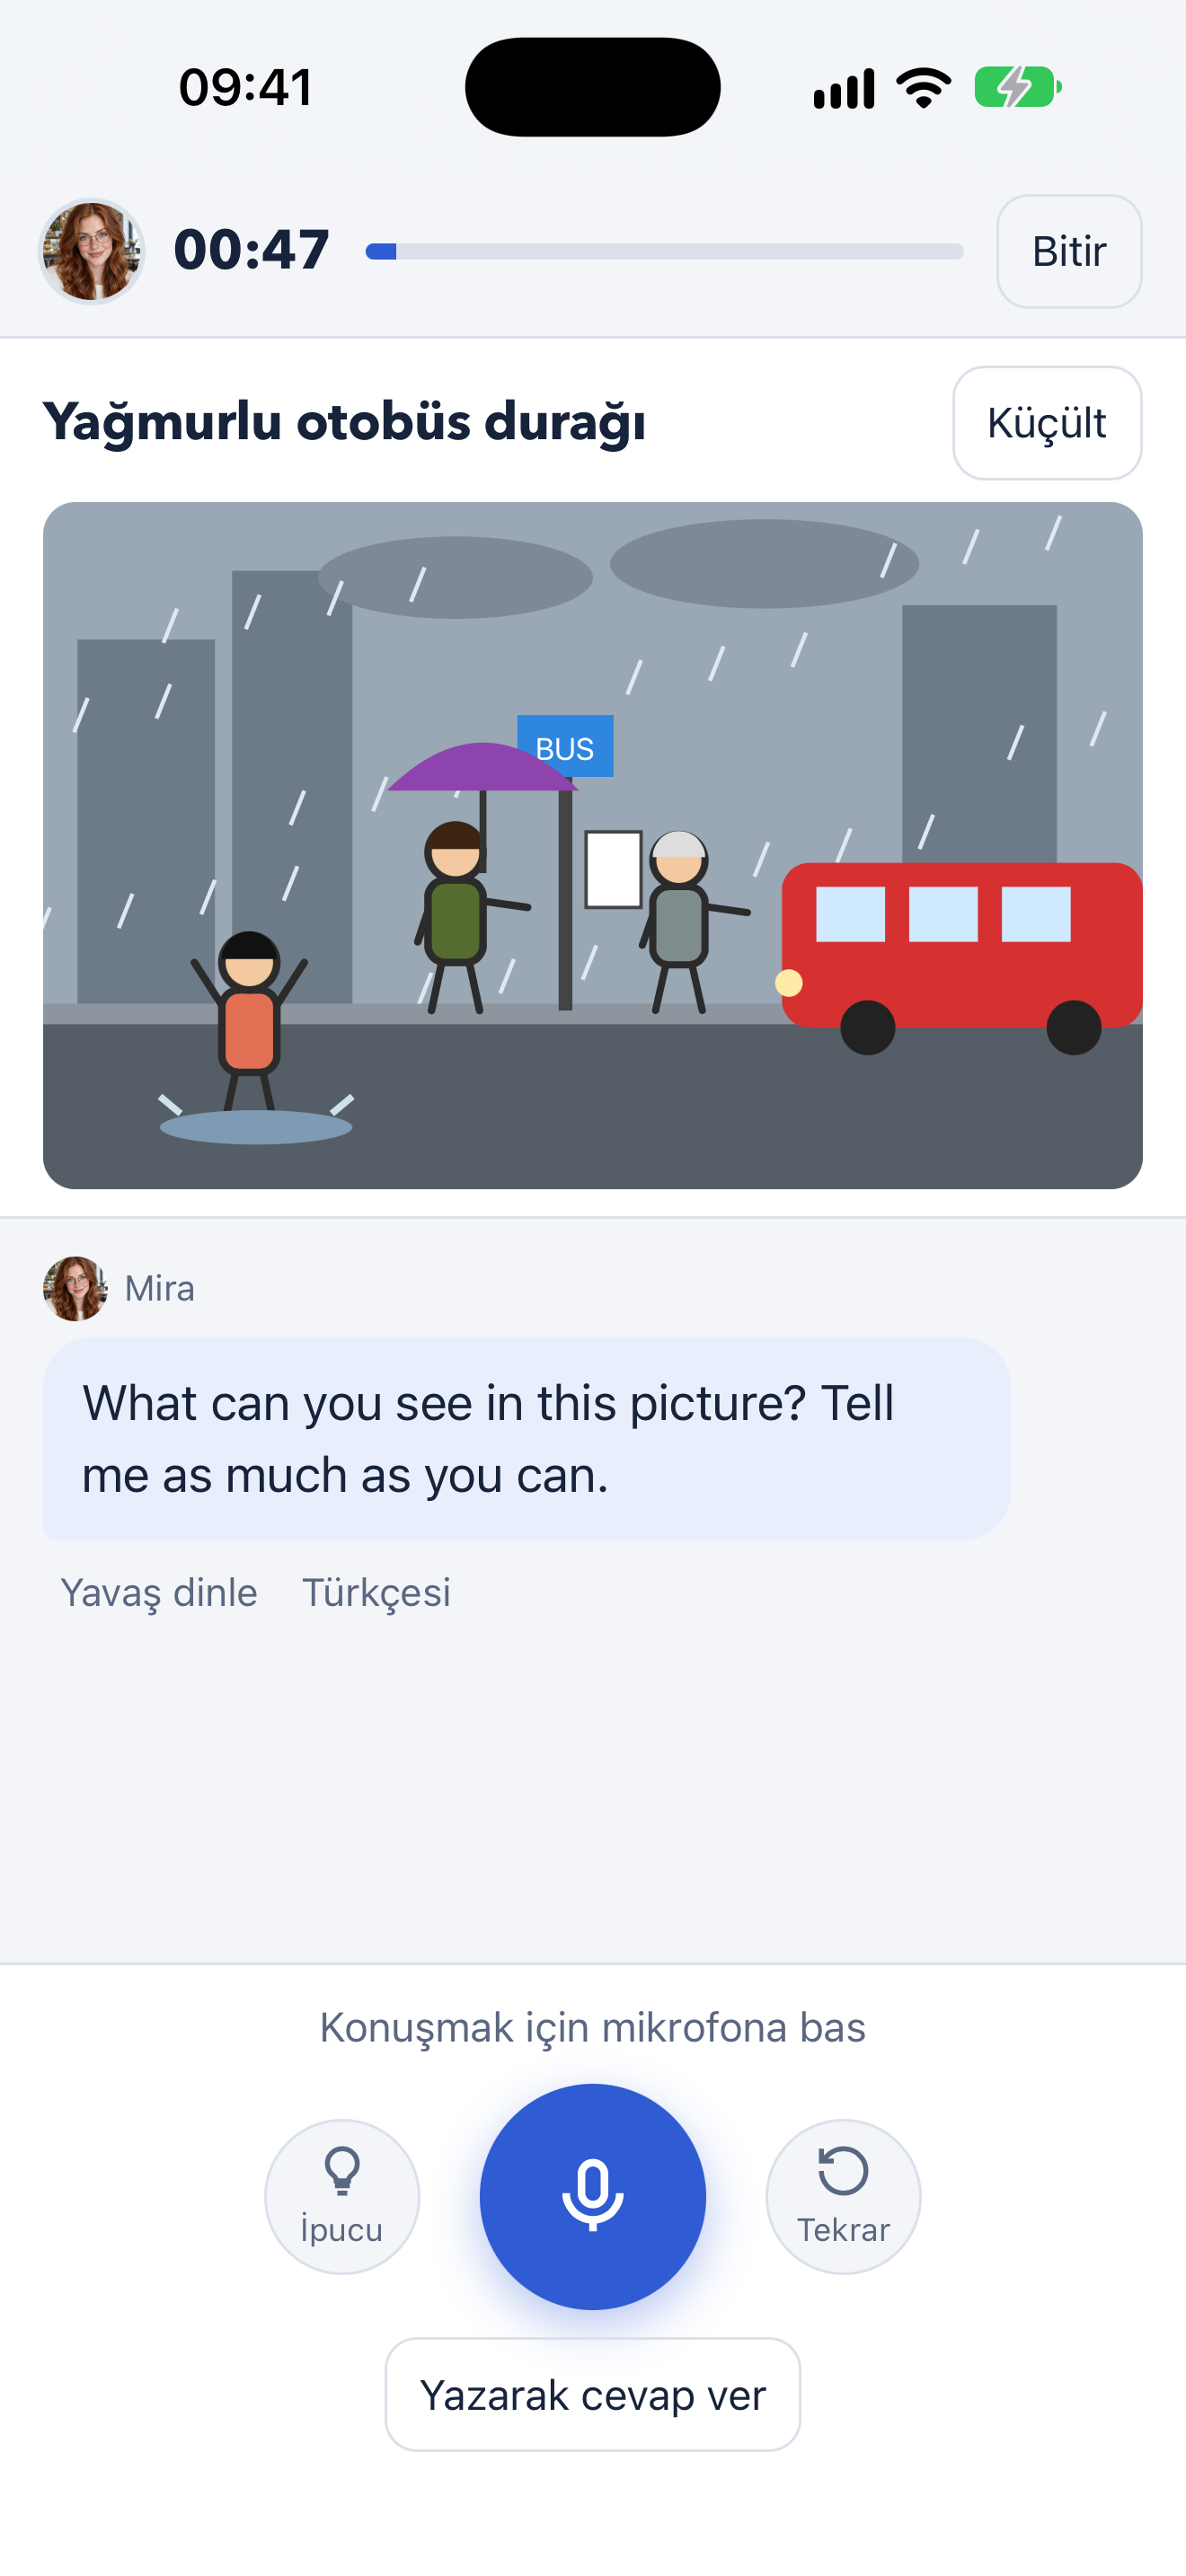 09:41
00:47
Bitir
Yağmurlu otobüs durağı
Küçült
BUS
Mira
What can you see in this picture? Tell
me as much as you can.
Yavaş dinle Türkçesi
Konuşmak için mikrofona bas
İpucu
Tekrar
Yazarak cevap ver